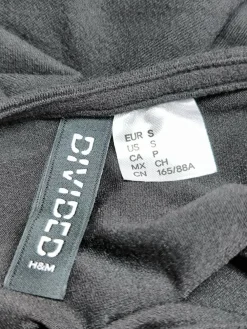 DIVIDED
H&M
EUR S
US S
CA P
MX CH
CN 165/88A